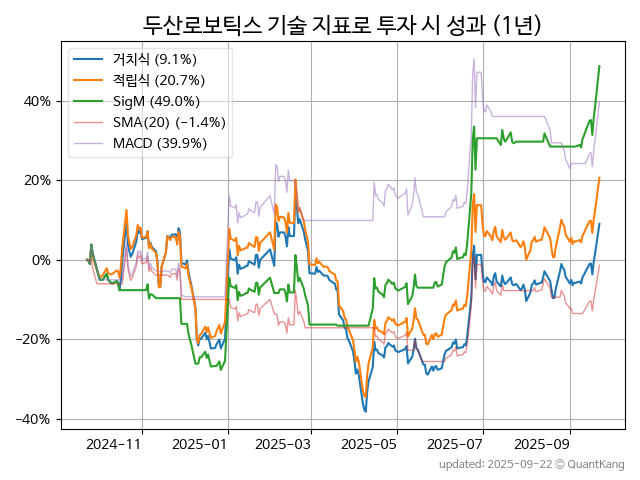 두산로보틱스 기술 지표로 투자 시 성과 (1년)
거치식 (9.1%)
적립식 (20.7%)
SigM (49.0%)
SMA(20) (−1.4%)
MACD (39.9%)
40%
20%
0%
−20%
−40%
2024-11 2025-01 2025-03 2025-05 2025-07 2025-09
updated: 2025-09-22 © QuantKang